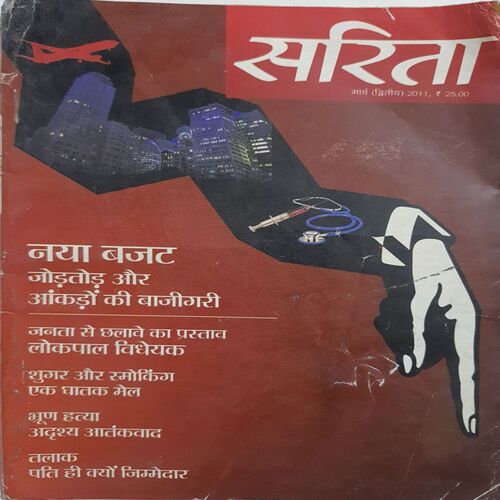 सरिता
मार्च (द्वितीय) 2011, ₹ 25.00
नया बजट
जोड़तोड़ और
आंकड़ों की बाजीगरी
जनता से छलावे का प्रस्ताव
लोकपाल विधेयक
शुगर और स्मोकिंग
एक घातक मेल
भ्रूण हत्या
अदृश्य आतंकवाद
तलाक
पति ही क्यों जिम्मेदार